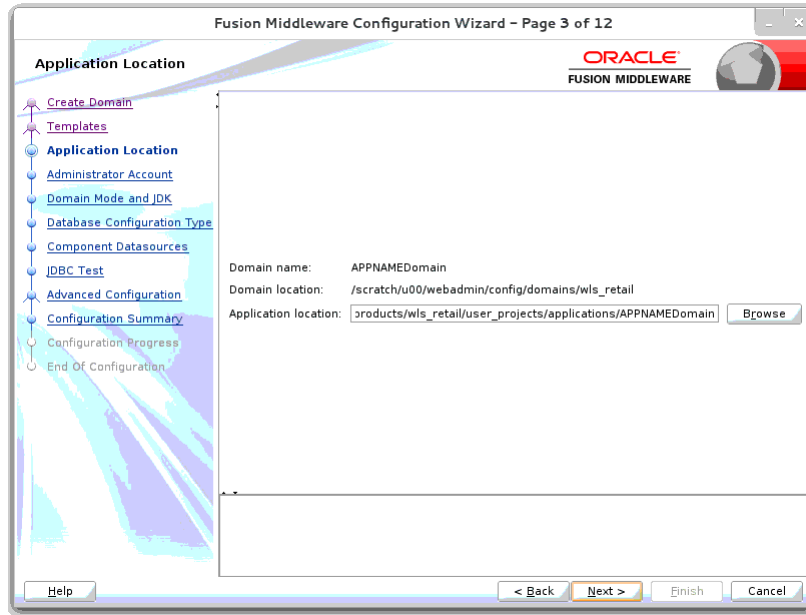 Fusion Middleware Configuration Wizard – Page 3 of 12
Application Location
ORACLE
FUSION MIDDLEWARE
Create Domain
Templates
Application Location
Administrator Account
Domain Mode and JDK
Database Configuration Type
Component Datasources
JDBC Test
Advanced Configuration
Configuration Summary
Configuration Progress
End Of Configuration
Domain name: APPNAMEDomain
Domain location: /scratch/u00/webadmin/config/domains/wls_retail
Application location: products/wls_retail/user_projects/applications/APPNAMEDomain Browse
Help < Back Next > Finish Cancel